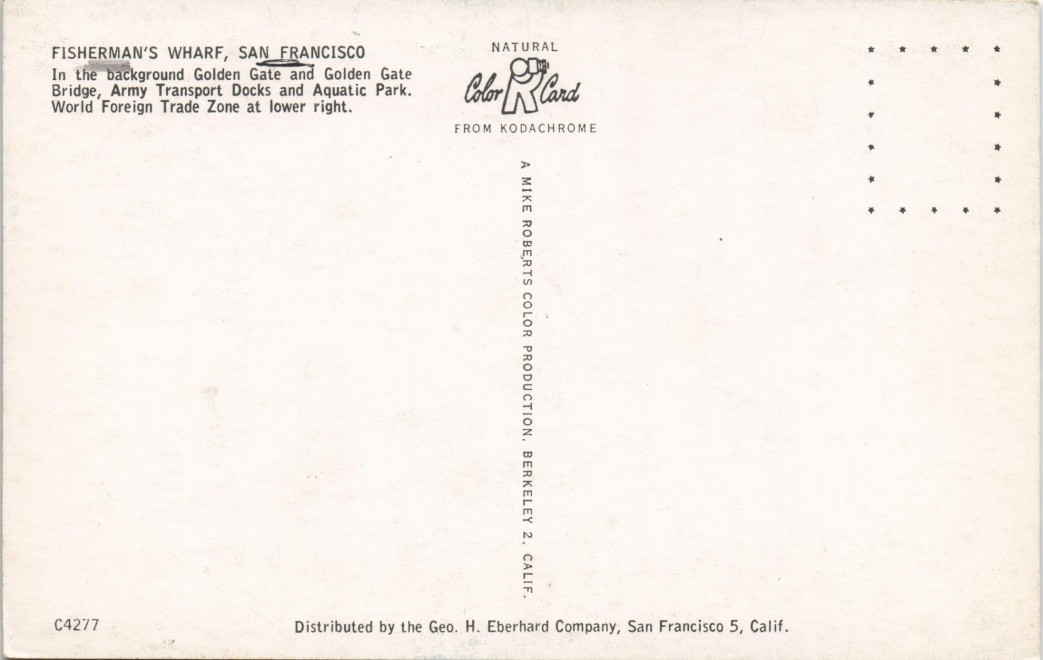 FISHERMAN'S WHARF, SAN FRANCISCO
In the background Golden Gate and Golden Gate
Bridge, Army Transport Docks and Aquatic Park.
World Foreign Trade Zone at lower right.
NATURAL
Color Card
FROM KODACHROME
A MIKE ROBERTS COLOR PRODUCTION. BERKELEY 2. CALIF.
C4277
Distributed by the Geo. H. Eberhard Company, San Francisco 5, Calif.